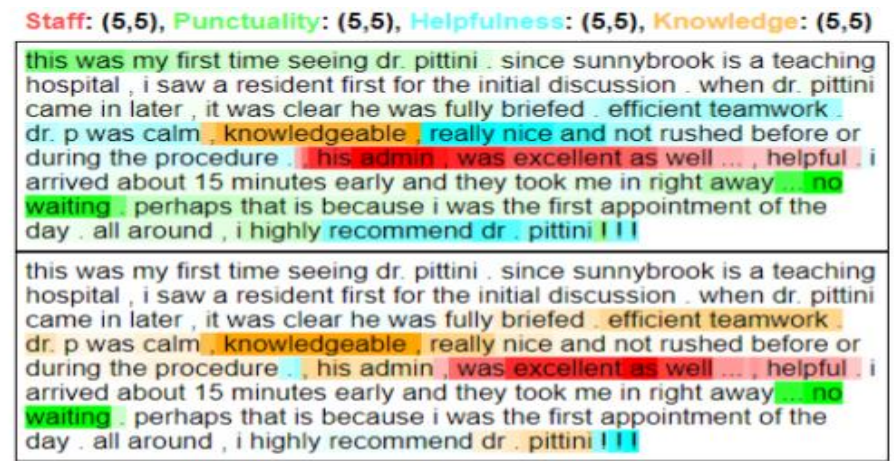 Staff: (5,5), Punctuality: (5,5), Helpfulness: (5,5), Knowledge: (5,5)
this was my first time seeing dr. pittini . since sunnybrook is a teaching
hospital , i saw a resident first for the initial discussion . when dr. pittini
came in later , it was clear he was fully briefed . efficient teamwork .
dr. p was calm , knowledgeable , really nice and not rushed before or
during the procedure . , his admin , was excellent as well ... , helpful . i
arrived about 15 minutes early and they took me in right away ... no
waiting . perhaps that is because i was the first appointment of the
day . all around , i highly recommend dr . pittini ! ! !
this was my first time seeing dr. pittini . since sunnybrook is a teaching
hospital , i saw a resident first for the initial discussion . when dr. pittini
came in later , it was clear he was fully briefed . efficient teamwork .
dr. p was calm , knowledgeable , really nice and not rushed before or
during the procedure . , his admin , was excellent as well ... , helpful . i
arrived about 15 minutes early and they took me in right away ... no
waiting . perhaps that is because i was the first appointment of the
day . all around , i highly recommend dr . pittini ! ! !